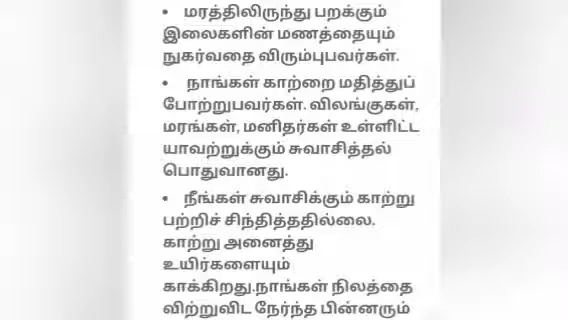 • மரத்திலிருந்து பறக்கும்
இலைகளின் மணத்தையும்
நுகர்வதை விரும்புபவர்கள்.
• நாங்கள் காற்றை மதித்துப்
போற்றுபவர்கள். விலங்குகள்,
மரங்கள், மனிதர்கள் உள்ளிட்ட
யாவற்றுக்கும் சுவாசித்தல்
பொதுவானது.
• நீங்கள் சுவாசிக்கும் காற்று
பற்றிச் சிந்தித்ததில்லை.
காற்று அனைத்து
உயிர்களையும்
காக்கிறது.நாங்கள் நிலத்தை
விற்றுவிட நேர்ந்த பின்னரும்